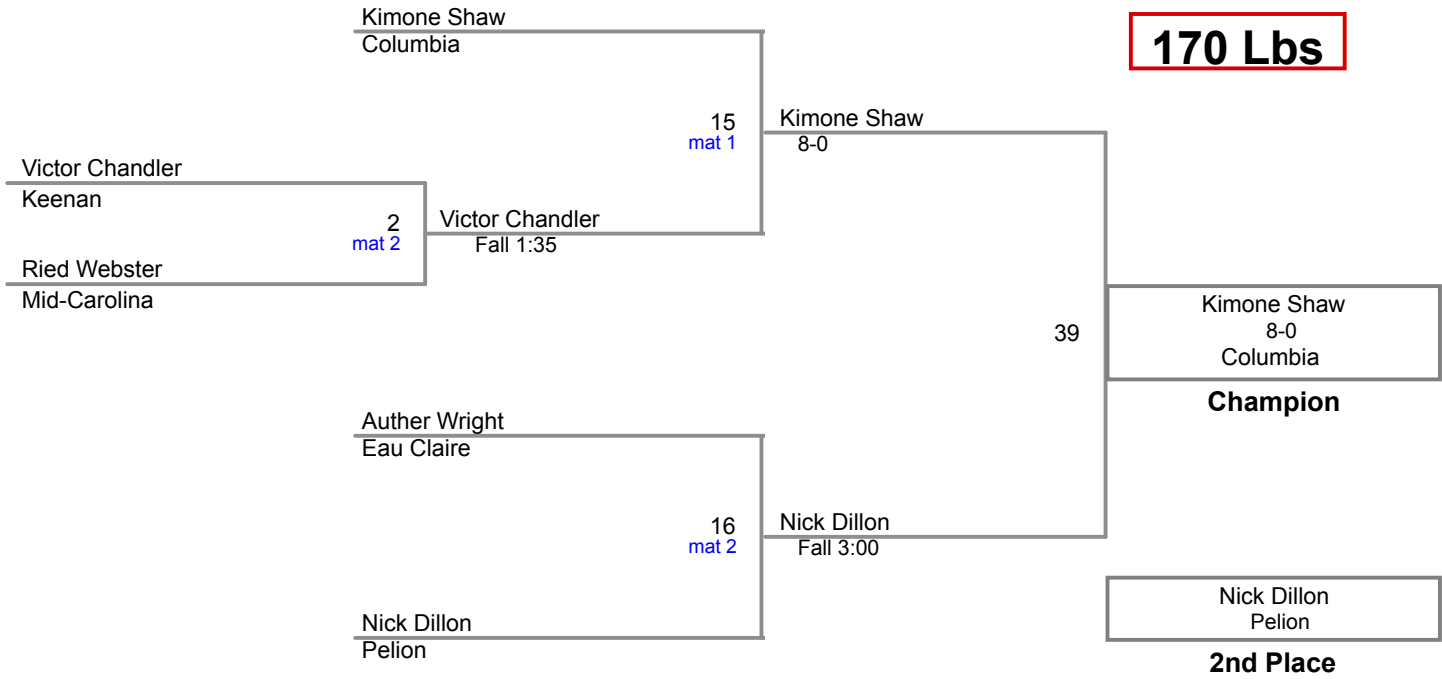 Kimone Shaw
Columbia
170 Lbs
15
mat 1
Kimone Shaw
8-0
Victor Chandler
Keenan
2
mat 2
Victor Chandler
Fall 1:35
Ried Webster
Mid-Carolina
39
Kimone Shaw
8-0
Columbia
Champion
Auther Wright
Eau Claire
16
mat 2
Nick Dillon
Fall 3:00
Nick Dillon
Pelion
Nick Dillon
Pelion
2nd Place